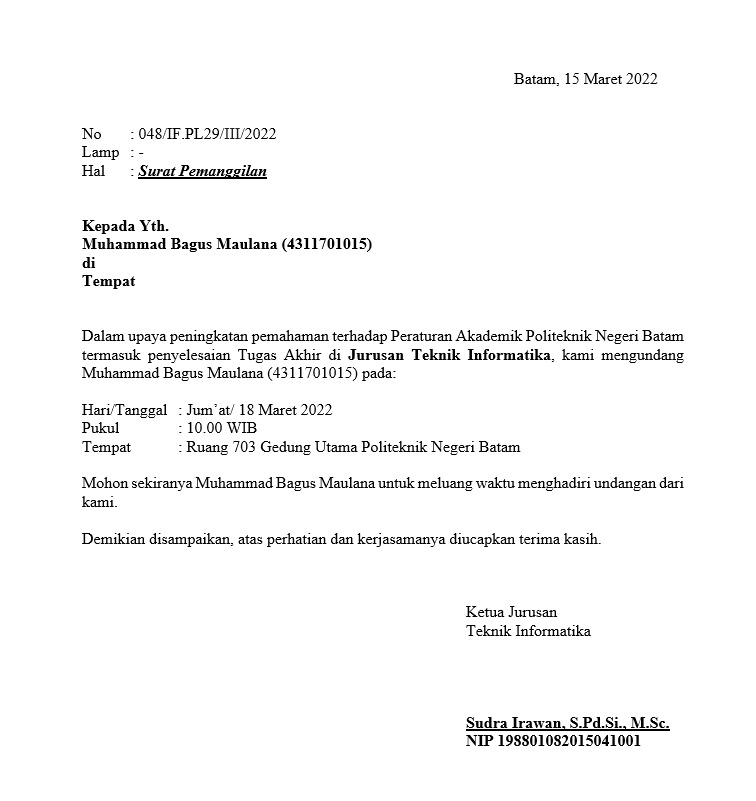 Batam, 15 Maret 2022
No : 048/IF.PL29/III/2022
Lamp : -
Hal : Surat Pemanggilan
Kepada Yth.
Muhammad Bagus Maulana (4311701015)
di
Tempat
Dalam upaya peningkatan pemahaman terhadap Peraturan Akademik Politeknik Negeri Batam
termasuk penyelesaian Tugas Akhir di Jurusan Teknik Informatika, kami mengundang
Muhammad Bagus Maulana (4311701015) pada:
Hari/Tanggal : Jum’at/ 18 Maret 2022
Pukul : 10.00 WIB
Tempat : Ruang 703 Gedung Utama Politeknik Negeri Batam
Mohon sekiranya Muhammad Bagus Maulana untuk meluang waktu menghadiri undangan dari
kami.
Demikian disampaikan, atas perhatian dan kerjasamanya diucapkan terima kasih.
Ketua Jurusan
Teknik Informatika
Sudra Irawan, S.Pd.Si., M.Sc.
NIP 198801082015041001